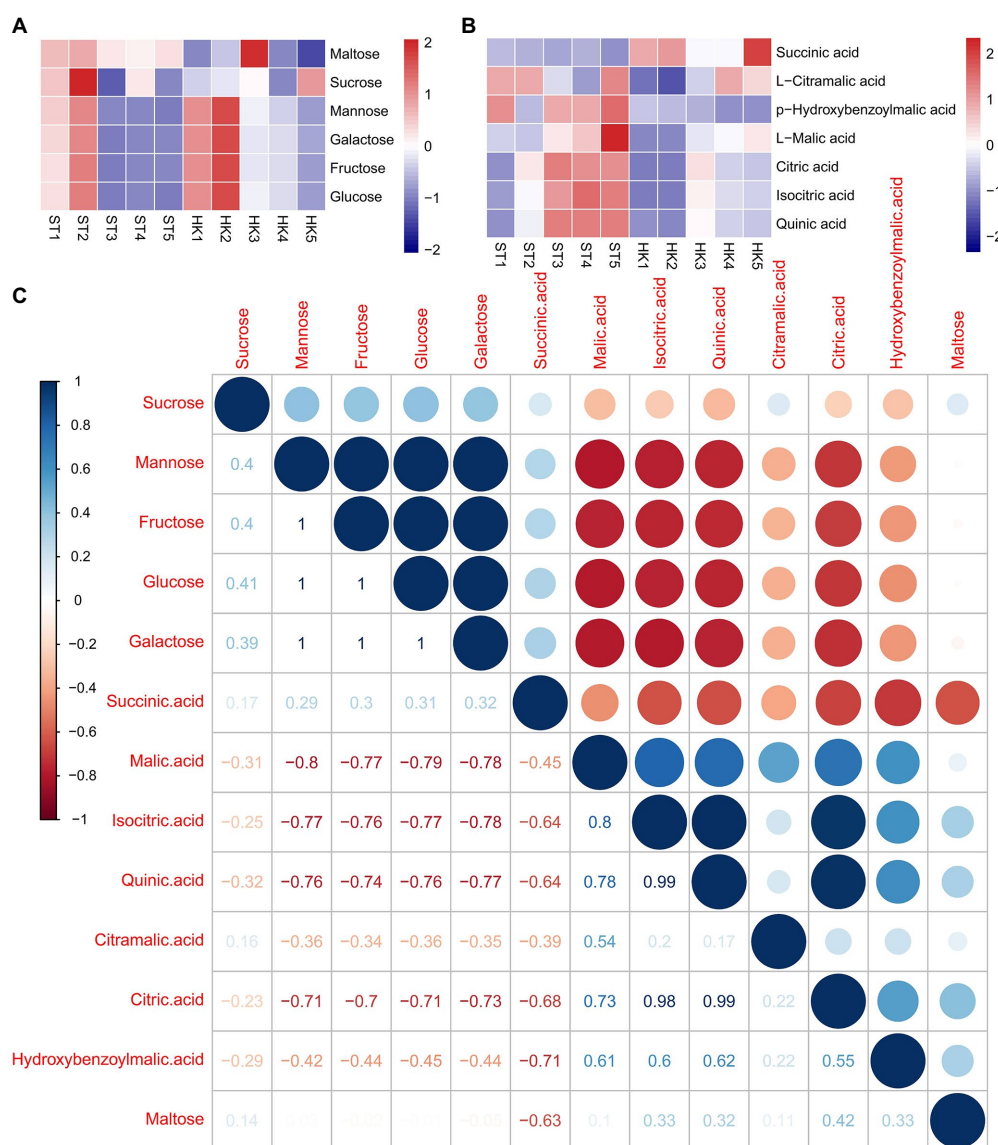 A
Maltose
Sucrose
Mannose
Galactose
Fructose
Glucose
ST1 ST2 ST3 ST4 ST5 HK1 HK2 HK3 HK4 HK5
2
1
0
−1
−2
B
Succinic acid
L−Citramalic acid
p−Hydroxybenzoylmalic acid
L−Malic acid
Citric acid
Isocitric acid
Quinic acid
ST1 ST2 ST3 ST4 ST5 HK1 HK2 HK3 HK4 HK5
2
1
0
−1
−2
C
Sucrose Mannose Fructose Glucose Galactose Succinic.acid Malic.acid Isocitric.acid Quinic.acid Citramalic.acid Citric.acid Hydroxybenzoylmalic.acid Maltose
1
0.8
0.6
0.4
0.2
0
−0.2
−0.4
−0.6
−0.8
−1
Sucrose
Mannose 0.4
Fructose 0.4 1
Glucose 0.41 1 1
Galactose 0.39 1 1 1
Succinic.acid 0.17 0.29 0.3 0.31 0.32
Malic.acid −0.31 −0.8 −0.77 −0.79 −0.78 −0.45
Isocitric.acid −0.25 −0.77 −0.76 −0.77 −0.78 −0.64 0.8
Quinic.acid −0.32 −0.76 −0.74 −0.76 −0.77 −0.64 0.78 0.99
Citramalic.acid 0.16 −0.36 −0.34 −0.36 −0.35 −0.39 0.54 0.2 0.17
Citric.acid −0.23 −0.71 −0.7 −0.71 −0.73 −0.68 0.73 0.98 0.99 0.22
Hydroxybenzoylmalic.acid −0.29 −0.42 −0.44 −0.45 −0.44 −0.71 0.61 0.6 0.62 0.22 0.55
Maltose 0.14 −0.05 −0.63 0.1 0.33 0.32 0.11 0.42 0.33